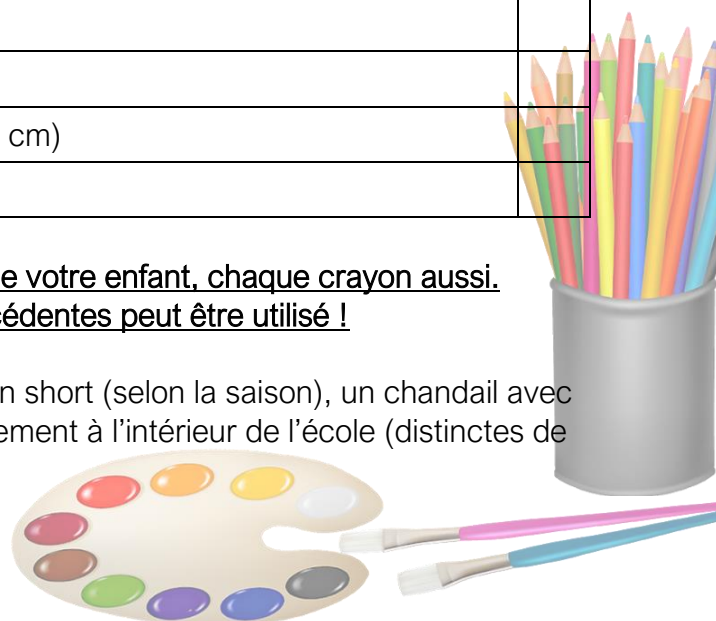 cm)
e votre enfant, chaque crayon aussi.
cédentes peut être utilisé !
n short (selon la saison), un chandail avec
ement à l’intérieur de l’école (distinctes de